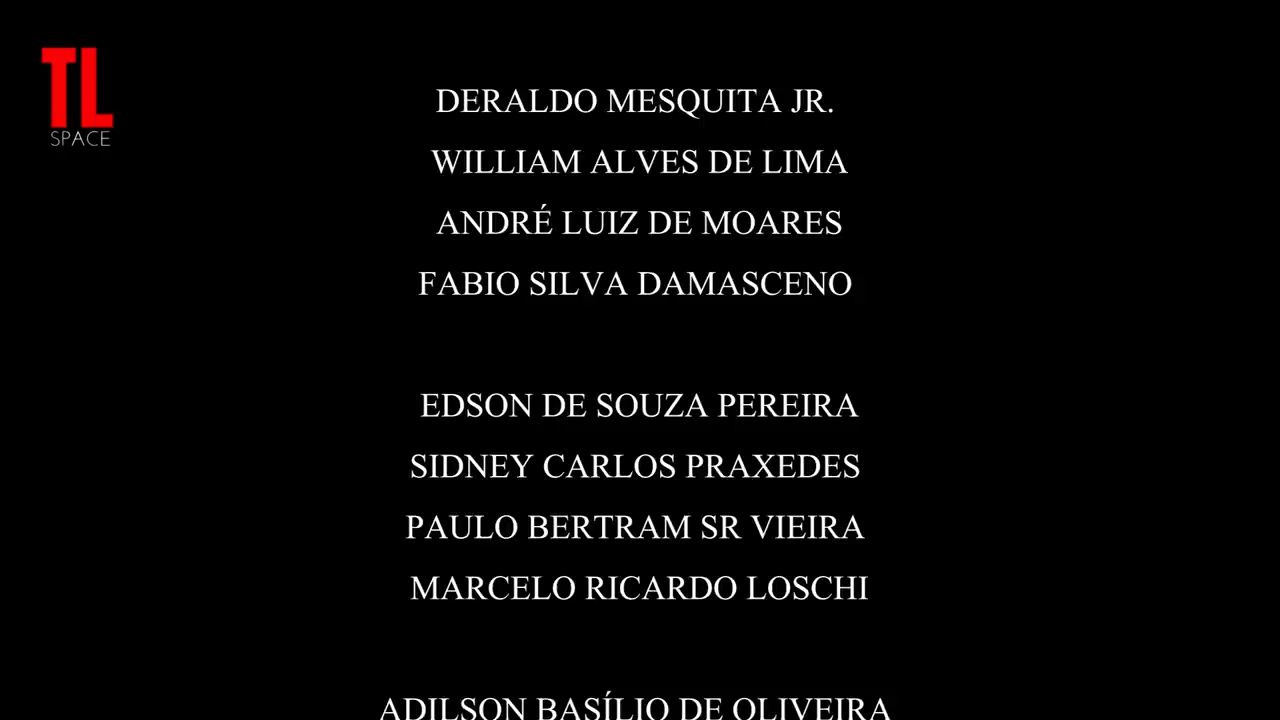 TL
SPACE
DERALDO MESQUITA JR.
WILLIAM ALVES DE LIMA
ANDRÉ LUIZ DE MOARES
FABIO SILVA DAMASCENO
EDSON DE SOUZA PEREIRA
SIDNEY CARLOS PRAXEDES
PAULO BERTRAM SR VIEIRA
MARCELO RICARDO LOSCHI
ADILSON BASÍLIO DE OLIVEIRA